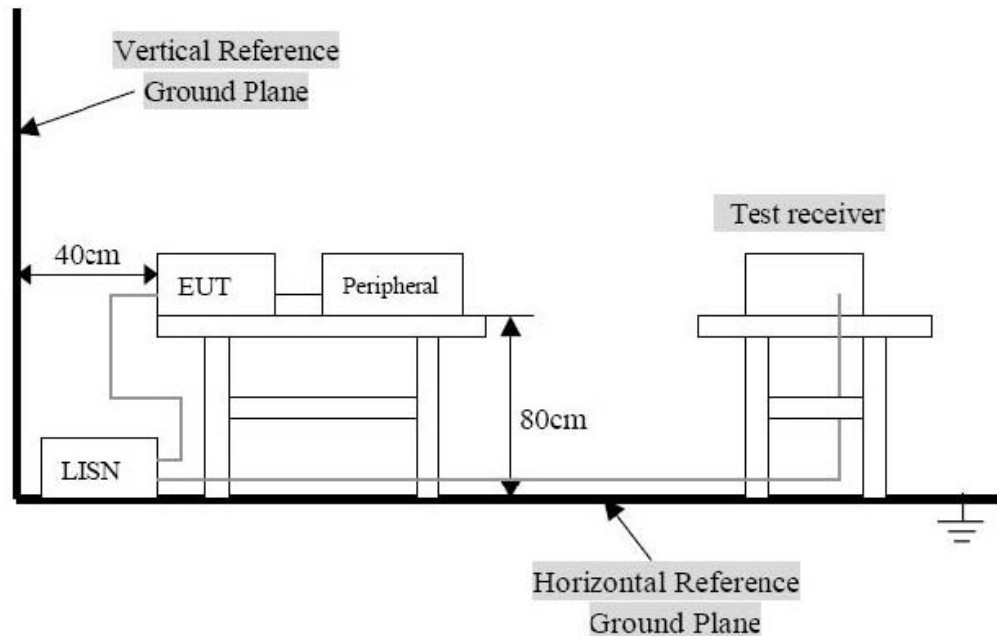 Vertical Reference
Ground Plane
Test receiver
40cm
EUT
Peripheral
80cm
LISN
Horizontal Reference
Ground Plane